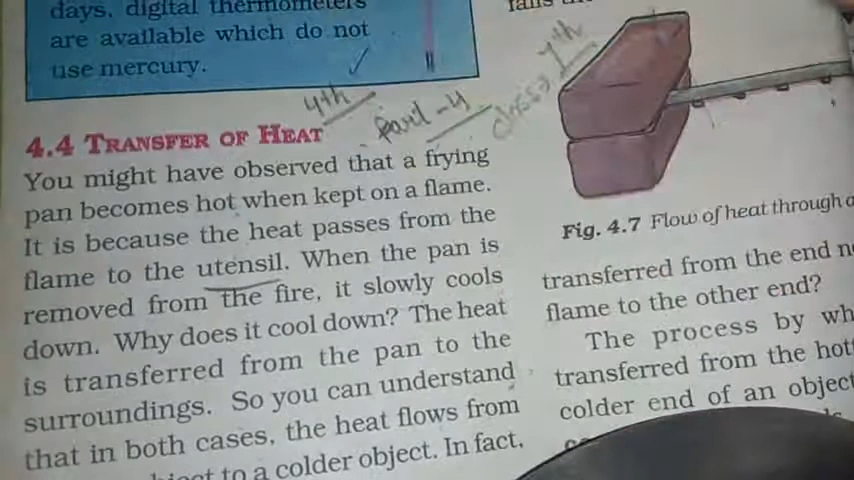 days, digital thermometers
are available which do not
use mercury.
4th
part-4
class 7th
4.4 TRANSFER OF HEAT
You might have observed that a frying
pan becomes hot when kept on a flame.
It is because the heat passes from the
flame to the utensil. When the pan is
removed from the fire, it slowly cools
down. Why does it cool down? The heat
is transferred from the pan to the
surroundings. So you can understand
that in both cases, the heat flows from
to a colder object. In fact,
Fig. 4.7 Flow of heat through a
transferred from the end
flame to the other end?
The process by
transferred from the
colder end of an object